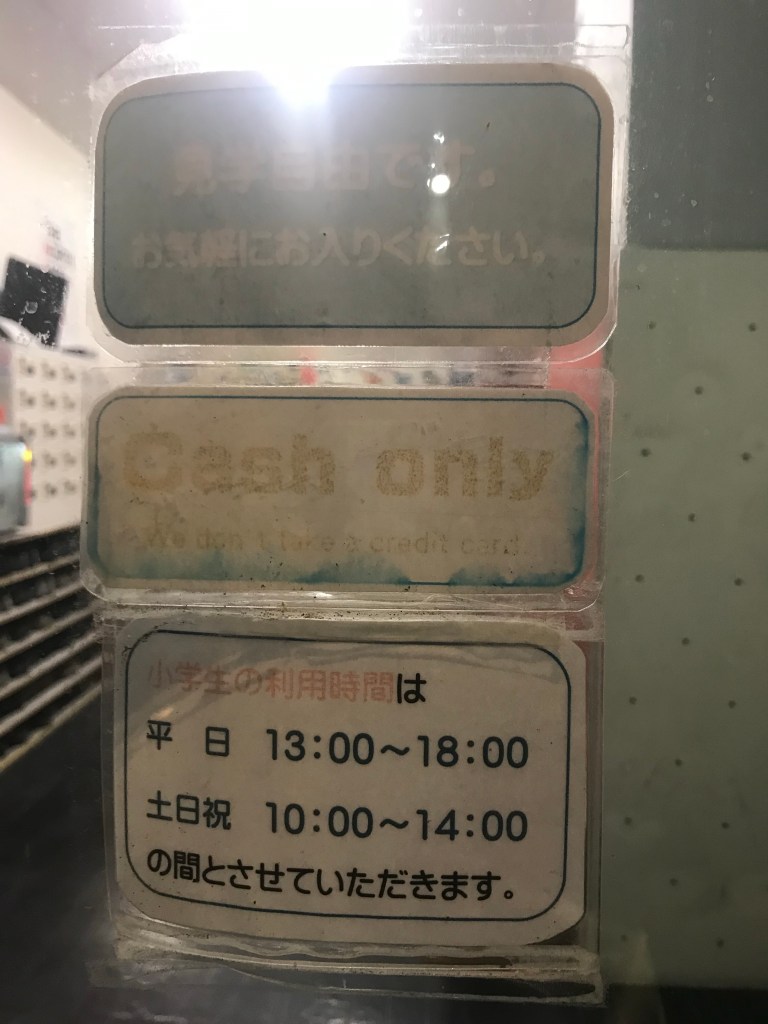 見学自由です。
お気軽にお入りください。
Cash only
We don't take a credit card.
小学生の利用時間は
平 日 13:00～18:00
土日祝 10:00～14:00
の間とさせていただきます。